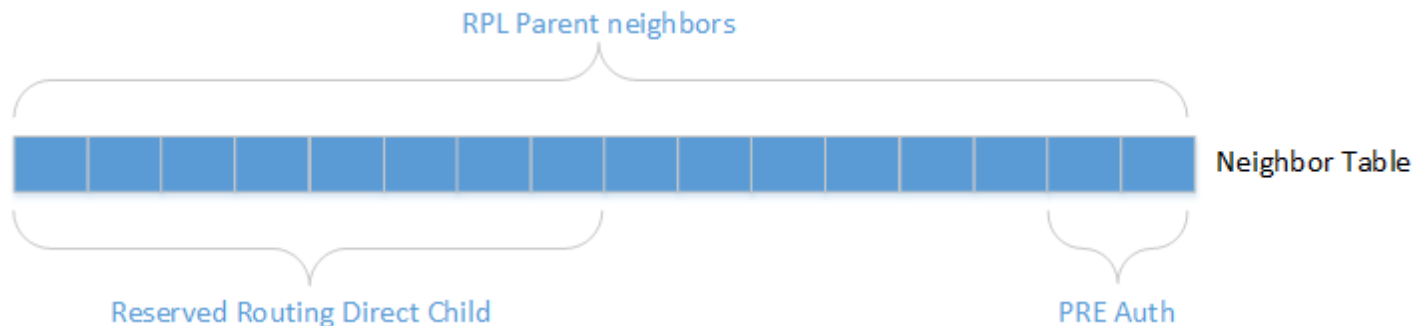 RPL Parent neighbors
Neighbor Table
Reserved Routing Direct Child
PRE Auth